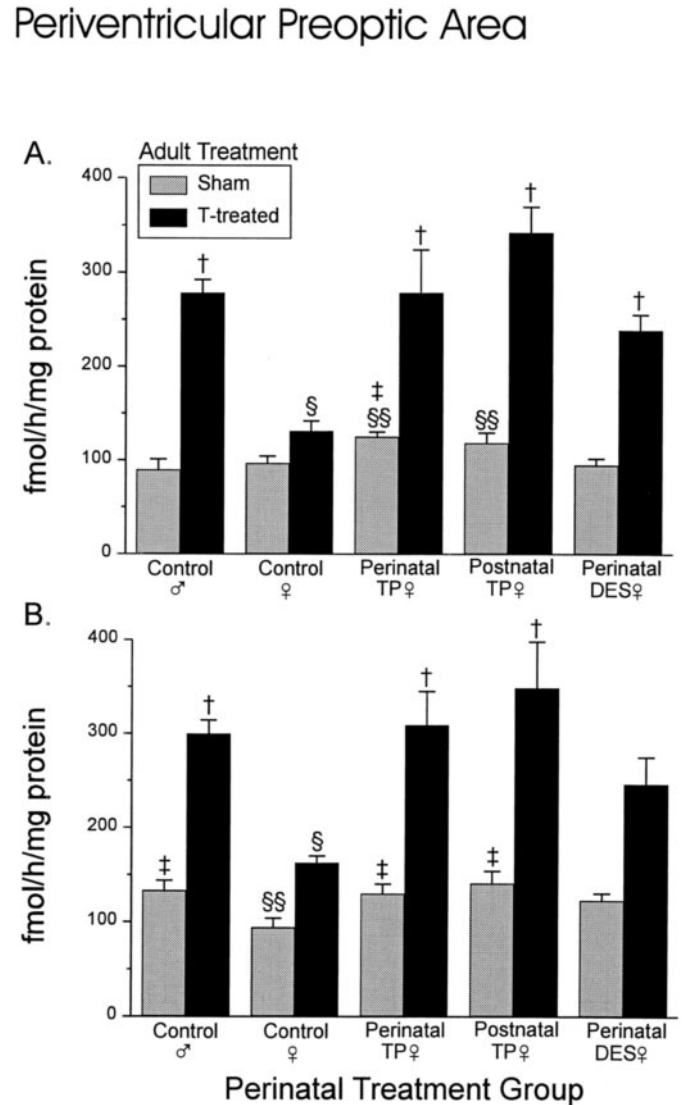 Periventricular Preoptic Area
A.
Adult Treatment
Sham
T-treated
400
300
200
100
0
fmol/h/mg protein
†
§
‡
§§
†
§§
†
†
Control Control Perinatal Postnatal Perinatal
♂ ♀ TP♀ TP♀ DES♀
B.
400
300
200
100
0
fmol/h/mg protein
‡
†
§§
§
‡
†
‡
†
Control Control Perinatal Postnatal Perinatal
♂ ♀ TP♀ TP♀ DES♀
Perinatal Treatment Group